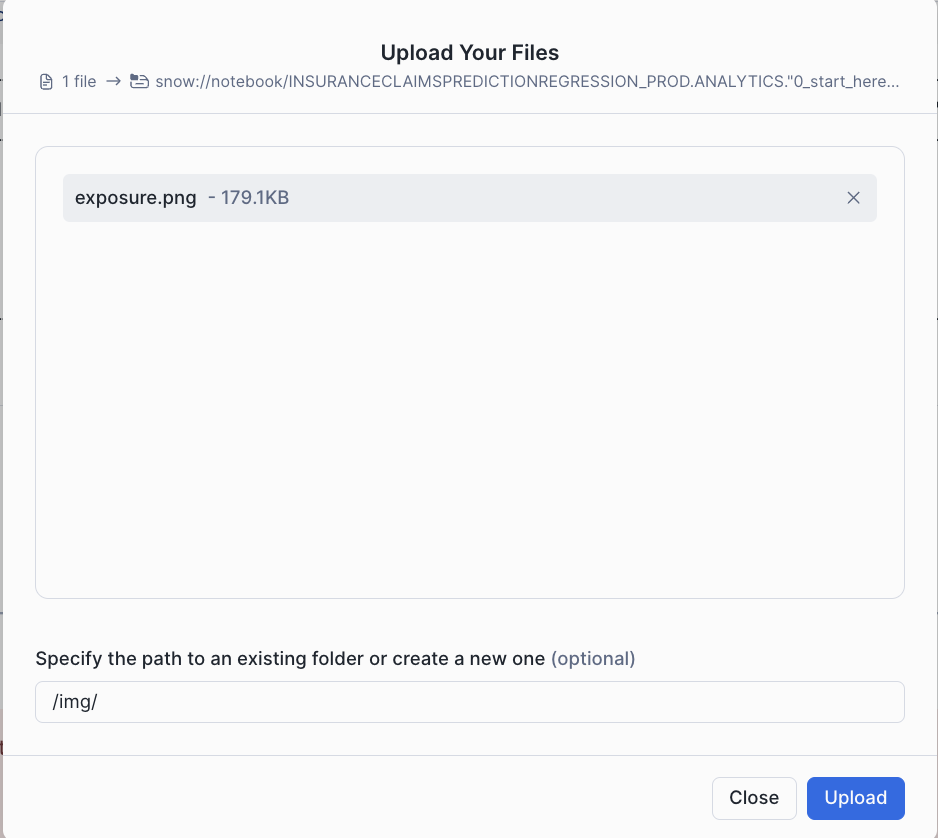 Upload Your Files
1 file → snow://notebook/INSURANCECLAIMSPREDICTIONREGRESSION_PROD.ANALYTICS."0_start_here...
exposure.png - 179.1KB
Specify the path to an existing folder or create a new one (optional)
/img/
Close
Upload